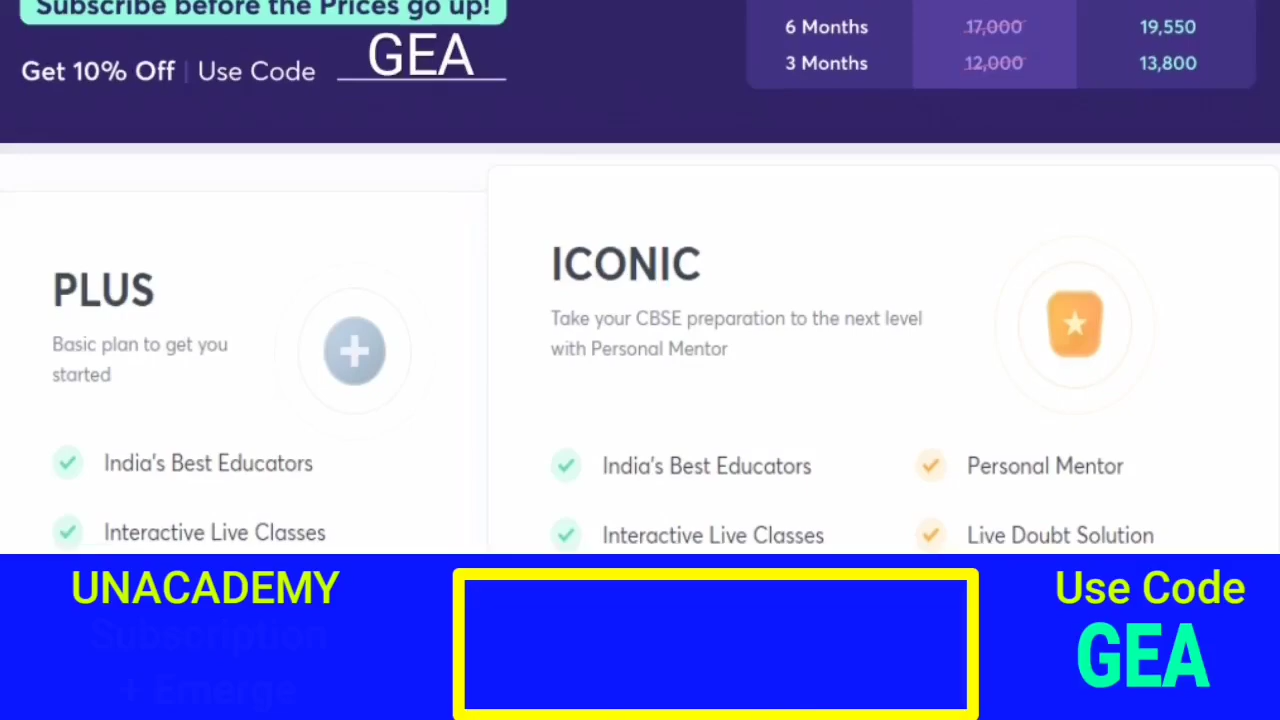 Subscribe before the Prices go up!
Get 10% Off | Use Code GEA
6 Months 17,000 19,550
3 Months 12,000 13,800
PLUS
Basic plan to get you
started
India's Best Educators
Interactive Live Classes
ICONIC
Take your CBSE preparation to the next level
with Personal Mentor
India's Best Educators
Personal Mentor
Interactive Live Classes
Live Doubt Solution
UNACADEMY
Subscription
+ Emerge
Use Code
GEA